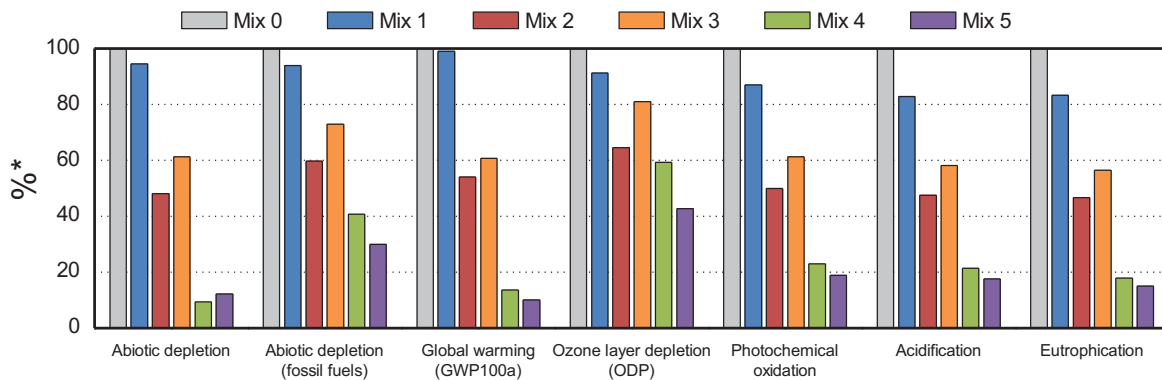 Mix 0 Mix 1 Mix 2 Mix 3 Mix 4 Mix 5
%*
100
80
60
40
20
0
Abiotic depletion
Abiotic depletion
(fossil fuels)
Global warming
(GWP100a)
Ozone layer depletion
(ODP)
Photochemical
oxidation
Acidification
Eutrophication